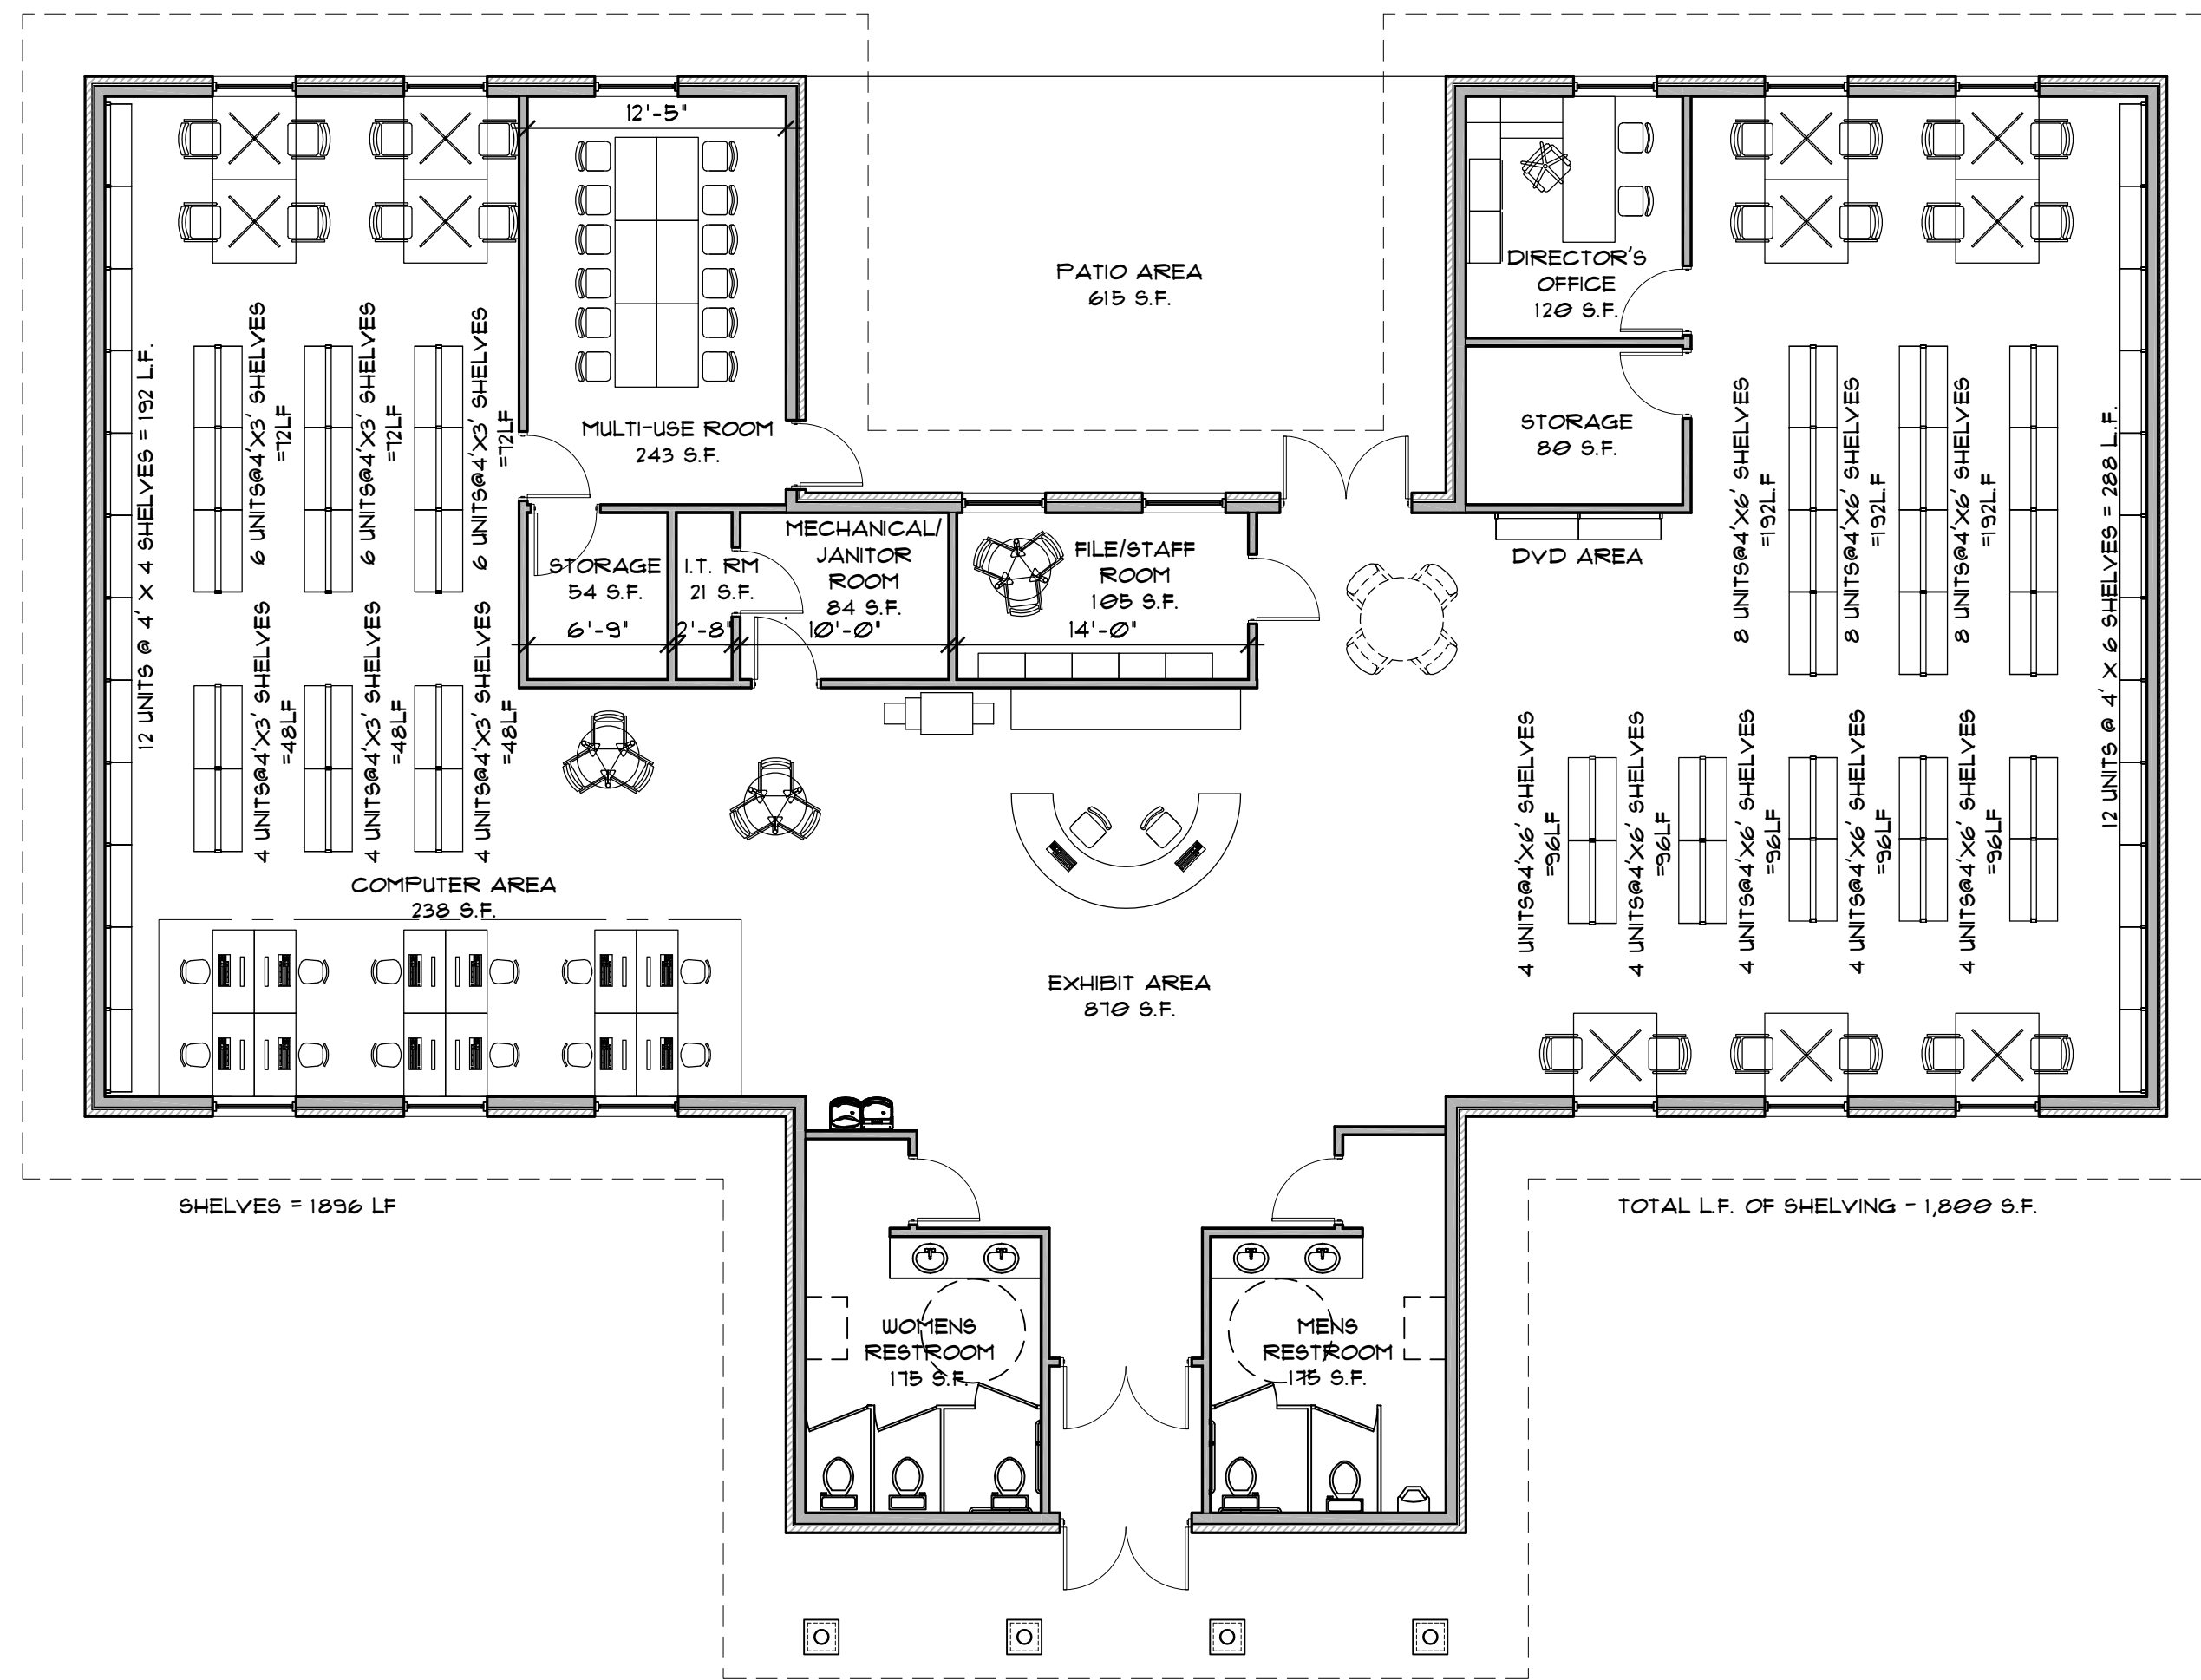 12'-5"
PATIO AREA
615 S.F.
DIRECTOR'S
OFFICE
120 S.F.
MULTI-USE ROOM
243 S.F.
STORAGE
80 S.F.
DVD AREA
12 UNITS @ 4' X 4 SHELVES = 192 L.F.
6 UNITS@4'X3' SHELVES
=72LF
6 UNITS@4'X3' SHELVES
=72LF
6 UNITS@4'X3' SHELVES
=72LF
8 UNITS@4'X6' SHELVES
=192L.F
8 UNITS@4'X6' SHELVES
=192L.F
8 UNITS@4'X6' SHELVES
=192L.F
12 UNITS @ 4' X 6 SHELVES = 288 L.F.
STORAGE
54 S.F.
I.T. RM
21 S.F.
MECHANICAL/
JANITOR
ROOM
84 S.F.
FILE/STAFF
ROOM
105 S.F.
6'-9"
2'-8"
10'-0"
14'-0"
4 UNITS@4'X3' SHELVES
=48LF
4 UNITS@4'X3' SHELVES
=48LF
4 UNITS@4'X3' SHELVES
=48LF
4 UNITS@4'X6' SHELVES
=96LF
4 UNITS@4'X6' SHELVES
=96LF
4 UNITS@4'X6' SHELVES
=96LF
4 UNITS@4'X6' SHELVES
=96LF
4 UNITS@4'X6' SHELVES
=96LF
COMPUTER AREA
238 S.F.
EXHIBIT AREA
870 S.F.
SHELVES = 1896 LF
TOTAL L.F. OF SHELVING - 1,800 S.F.
WOMENS
RESTROOM
175 S.F.
MENS
RESTROOM
175 S.F.